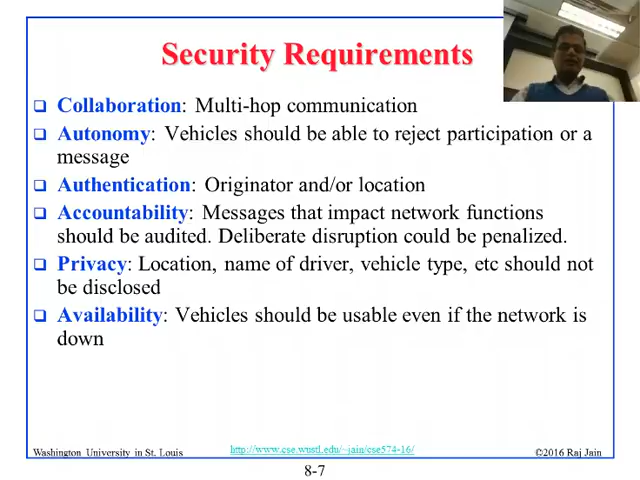 Security Requirements
Collaboration: Multi-hop communication
Autonomy: Vehicles should be able to reject participation or a
message
Authentication: Originator and/or location
Accountability: Messages that impact network functions
should be audited. Deliberate disruption could be penalized.
Privacy: Location, name of driver, vehicle type, etc should not
be disclosed
Availability: Vehicles should be usable even if the network is
down
Washington University in St. Louis
http://www.cse.wustl.edu/~jain/cse574-16/
©2016 Raj Jain
8-7